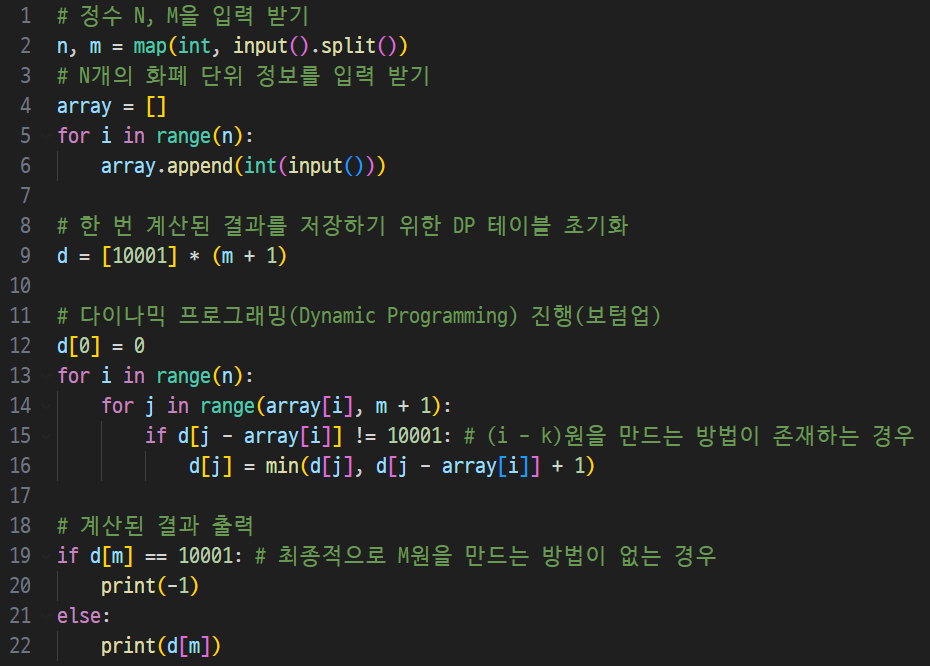 1 # 정수 N, M을 입력 받기
2 n, m = map(int, input().split())
3 # N개의 화폐 단위 정보를 입력 받기
4 array = []
5 for i in range(n):
6     array.append(int(input()))
7
8 # 한 번 계산된 결과를 저장하기 위한 DP 테이블 초기화
9 d = [10001] * (m + 1)
10
11 # 다이나믹 프로그래밍(Dynamic Programming) 진행(보텀업)
12 d[0] = 0
13 for i in range(n):
14     for j in range(array[i], m + 1):
15         if d[j - array[i]] != 10001: # (i - k)원을 만드는 방법이 존재하는 경우
16             d[j] = min(d[j], d[j - array[i]] + 1)
17
18 # 계산된 결과 출력
19 if d[m] == 10001: # 최종적으로 M원을 만드는 방법이 없는 경우
20     print(-1)
21 else:
22     print(d[m])